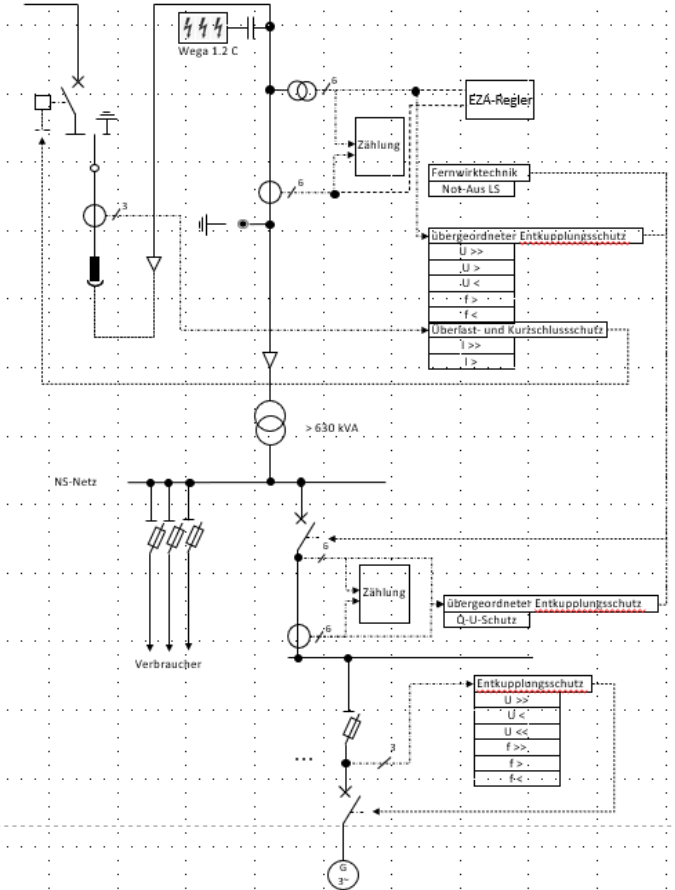 Wega 1.2 C
6
EZA-Regler
Zählung
6
Fernwirktechnik
Not-Aus LS
3
übergeordneter Entkupplungsschutz
U >>
U >
U <
f >
f <
Überlast- und Kurzschlussschutz
I >>
I >
> 630 kVA
NS-Netz
6
Zählung
übergeordneter Entkupplungsschutz
Q-U-Schutz
6
Verbraucher
Entkupplungsschutz
U >>
U <
U <<
f >>
f >
f <
3
...
G
3~